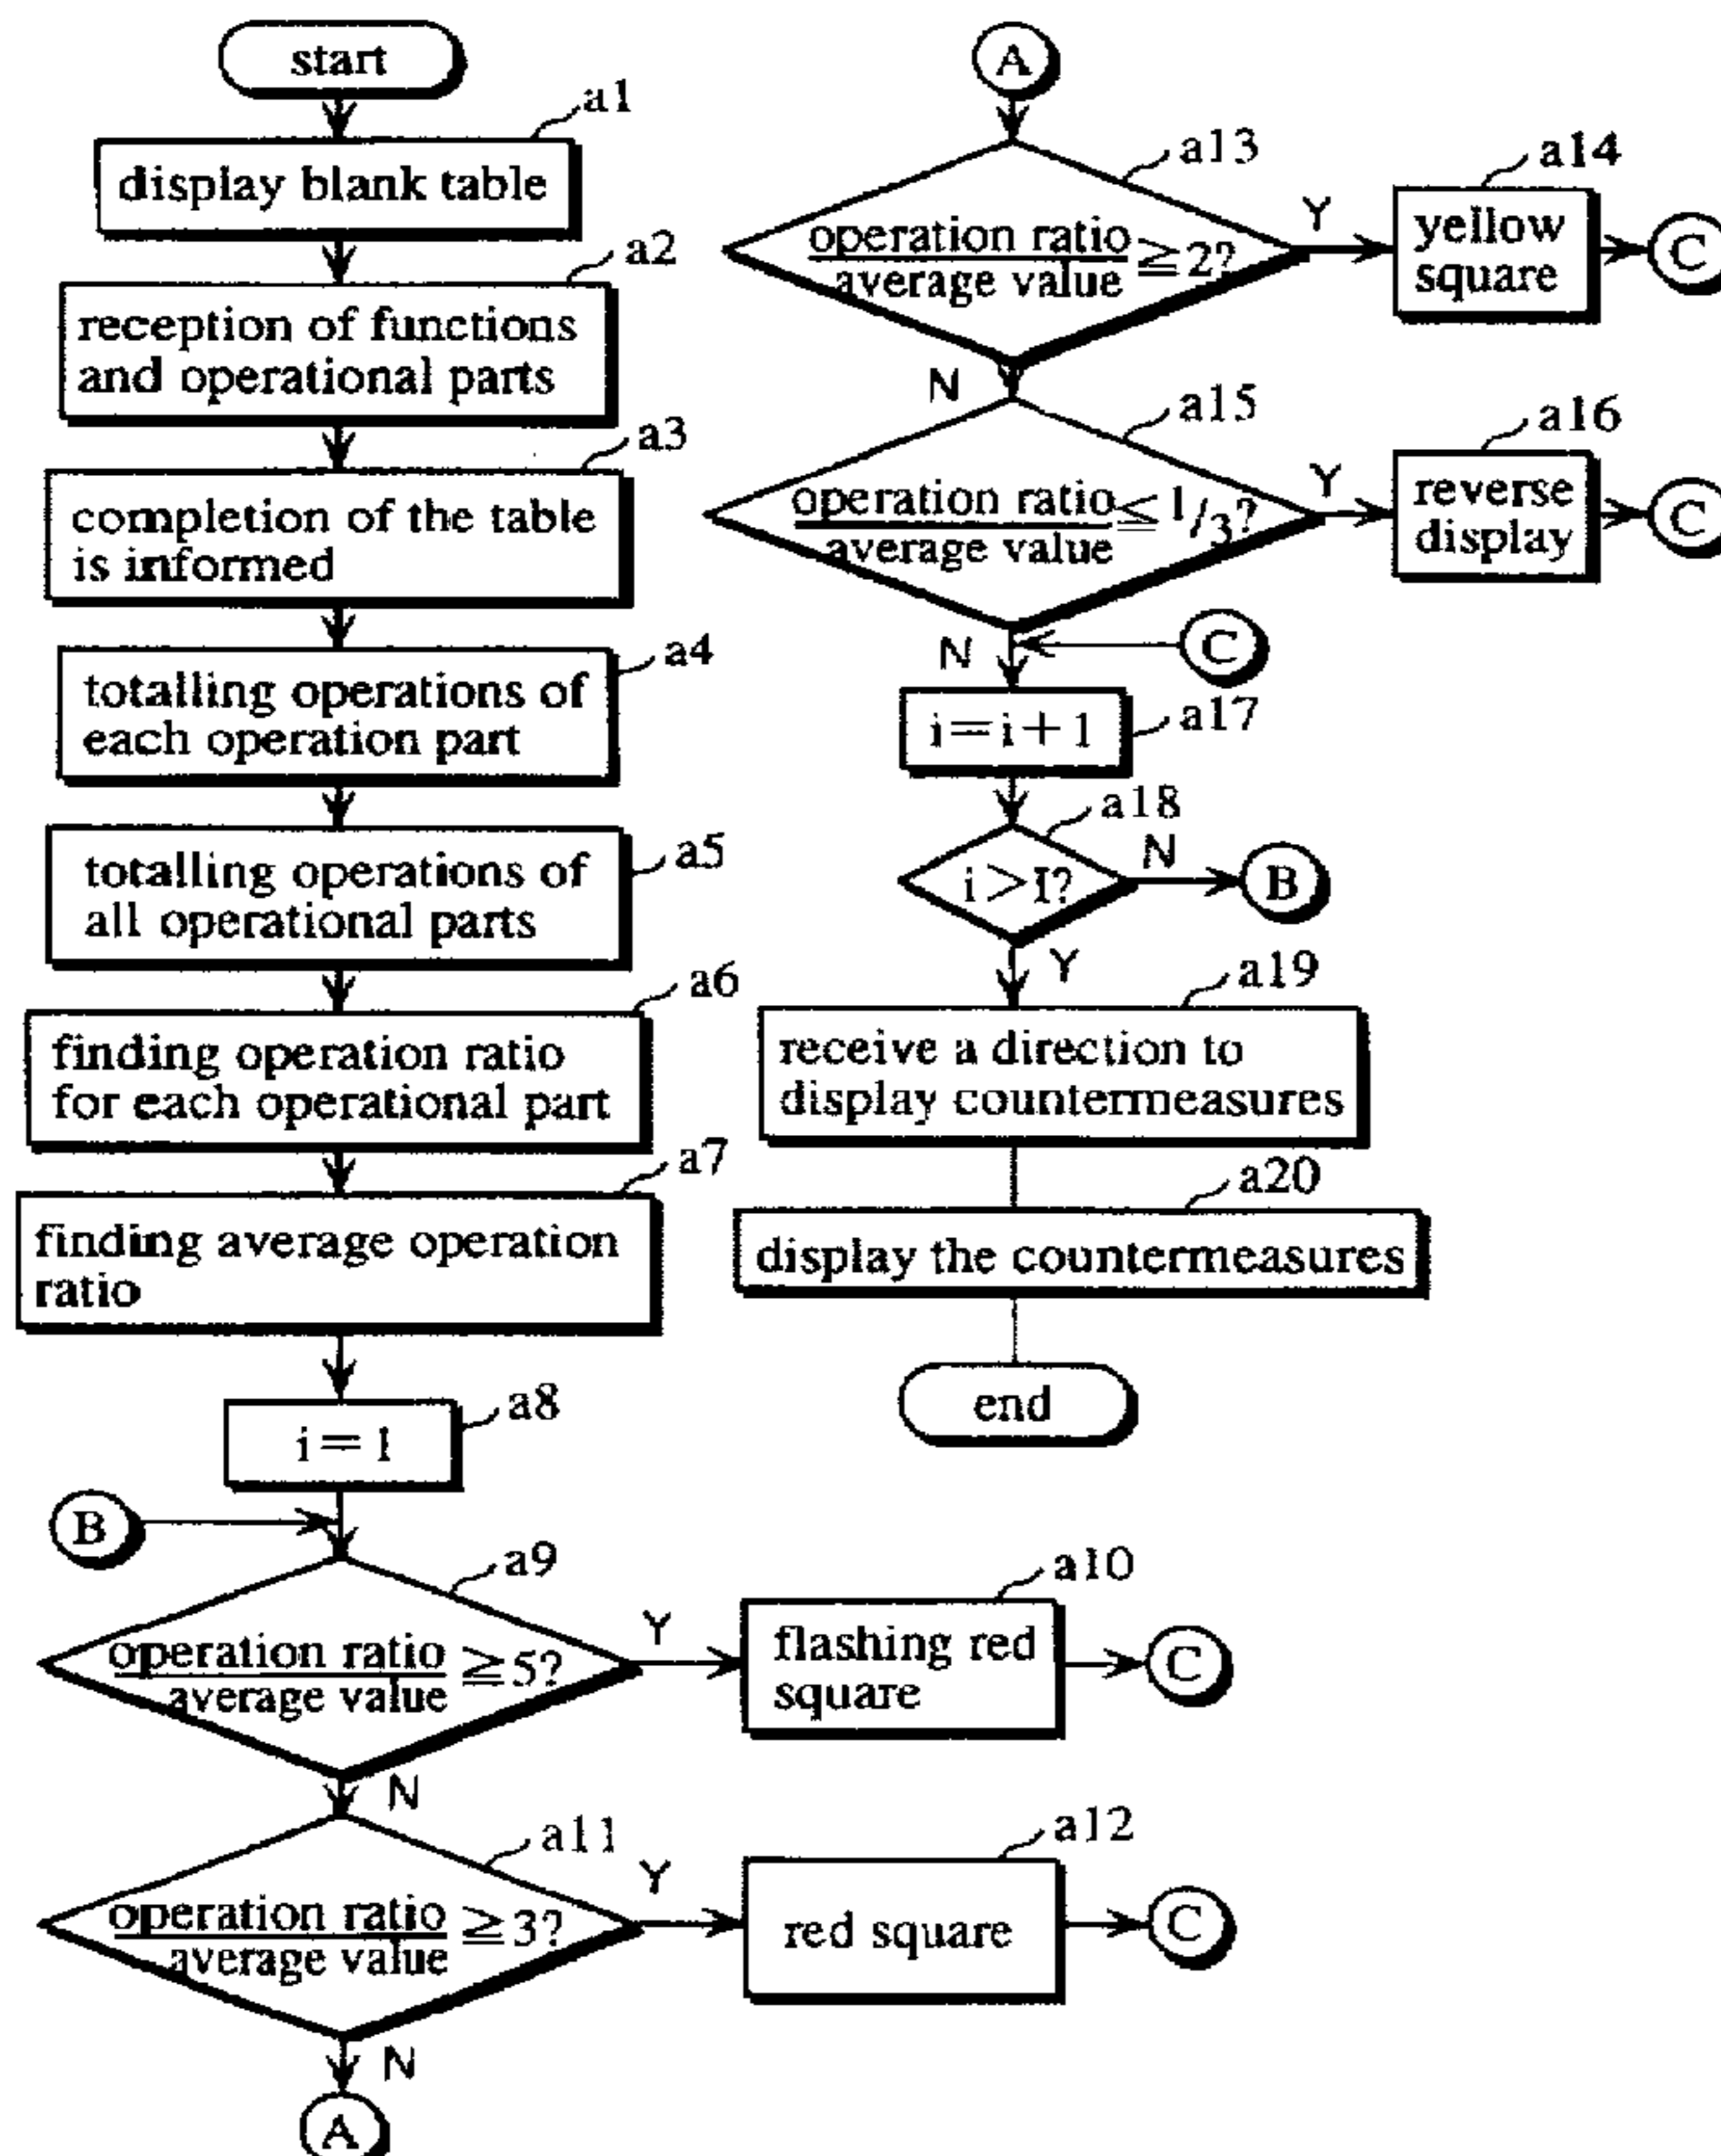 start
a1
display blank table
a2
reception of functions
and operational parts
a3
completion of the table
is informed
a4
totalling operations of
each operation part
a5
totalling operations of
all operational parts
a6
finding operation ratio
for each operational part
a7
finding average operation
ratio
a8
i=1
B
a9
operation ratio
average value
≧5?
Y
a10
flashing red
square
C
N
a11
operation ratio
average value
≧3?
Y
a12
red square
C
N
A
A
a13
operation ratio
average value
≧2?
Y
a14
yellow
square
C
N
a15
operation ratio
average value
≦1/3?
Y
a16
reverse
display
C
N
C
a17
i=i+1
a18
i>I?
N
B
Y
a19
receive a direction to
display countermeasures
a20
display the countermeasures
end